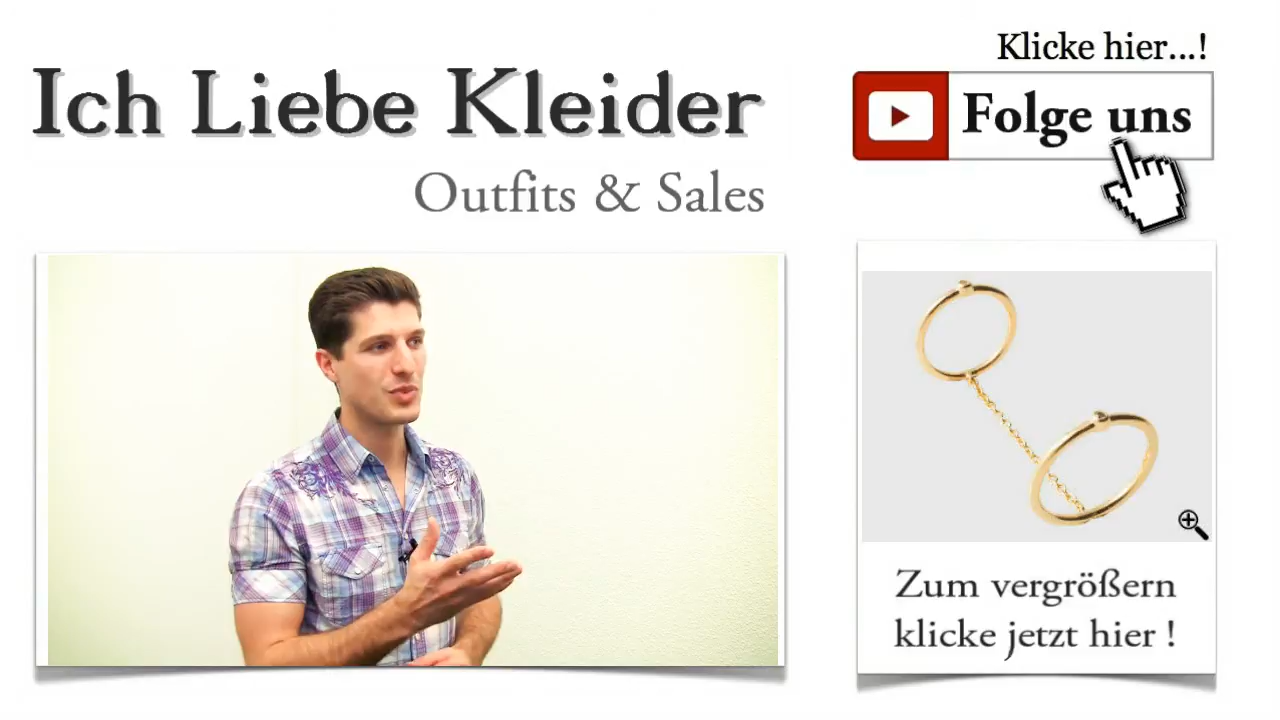 Ich Liebe Kleider
Outfits & Sales
Klicke hier...!
Folge uns
Zum vergrößern
klicke jetzt hier !